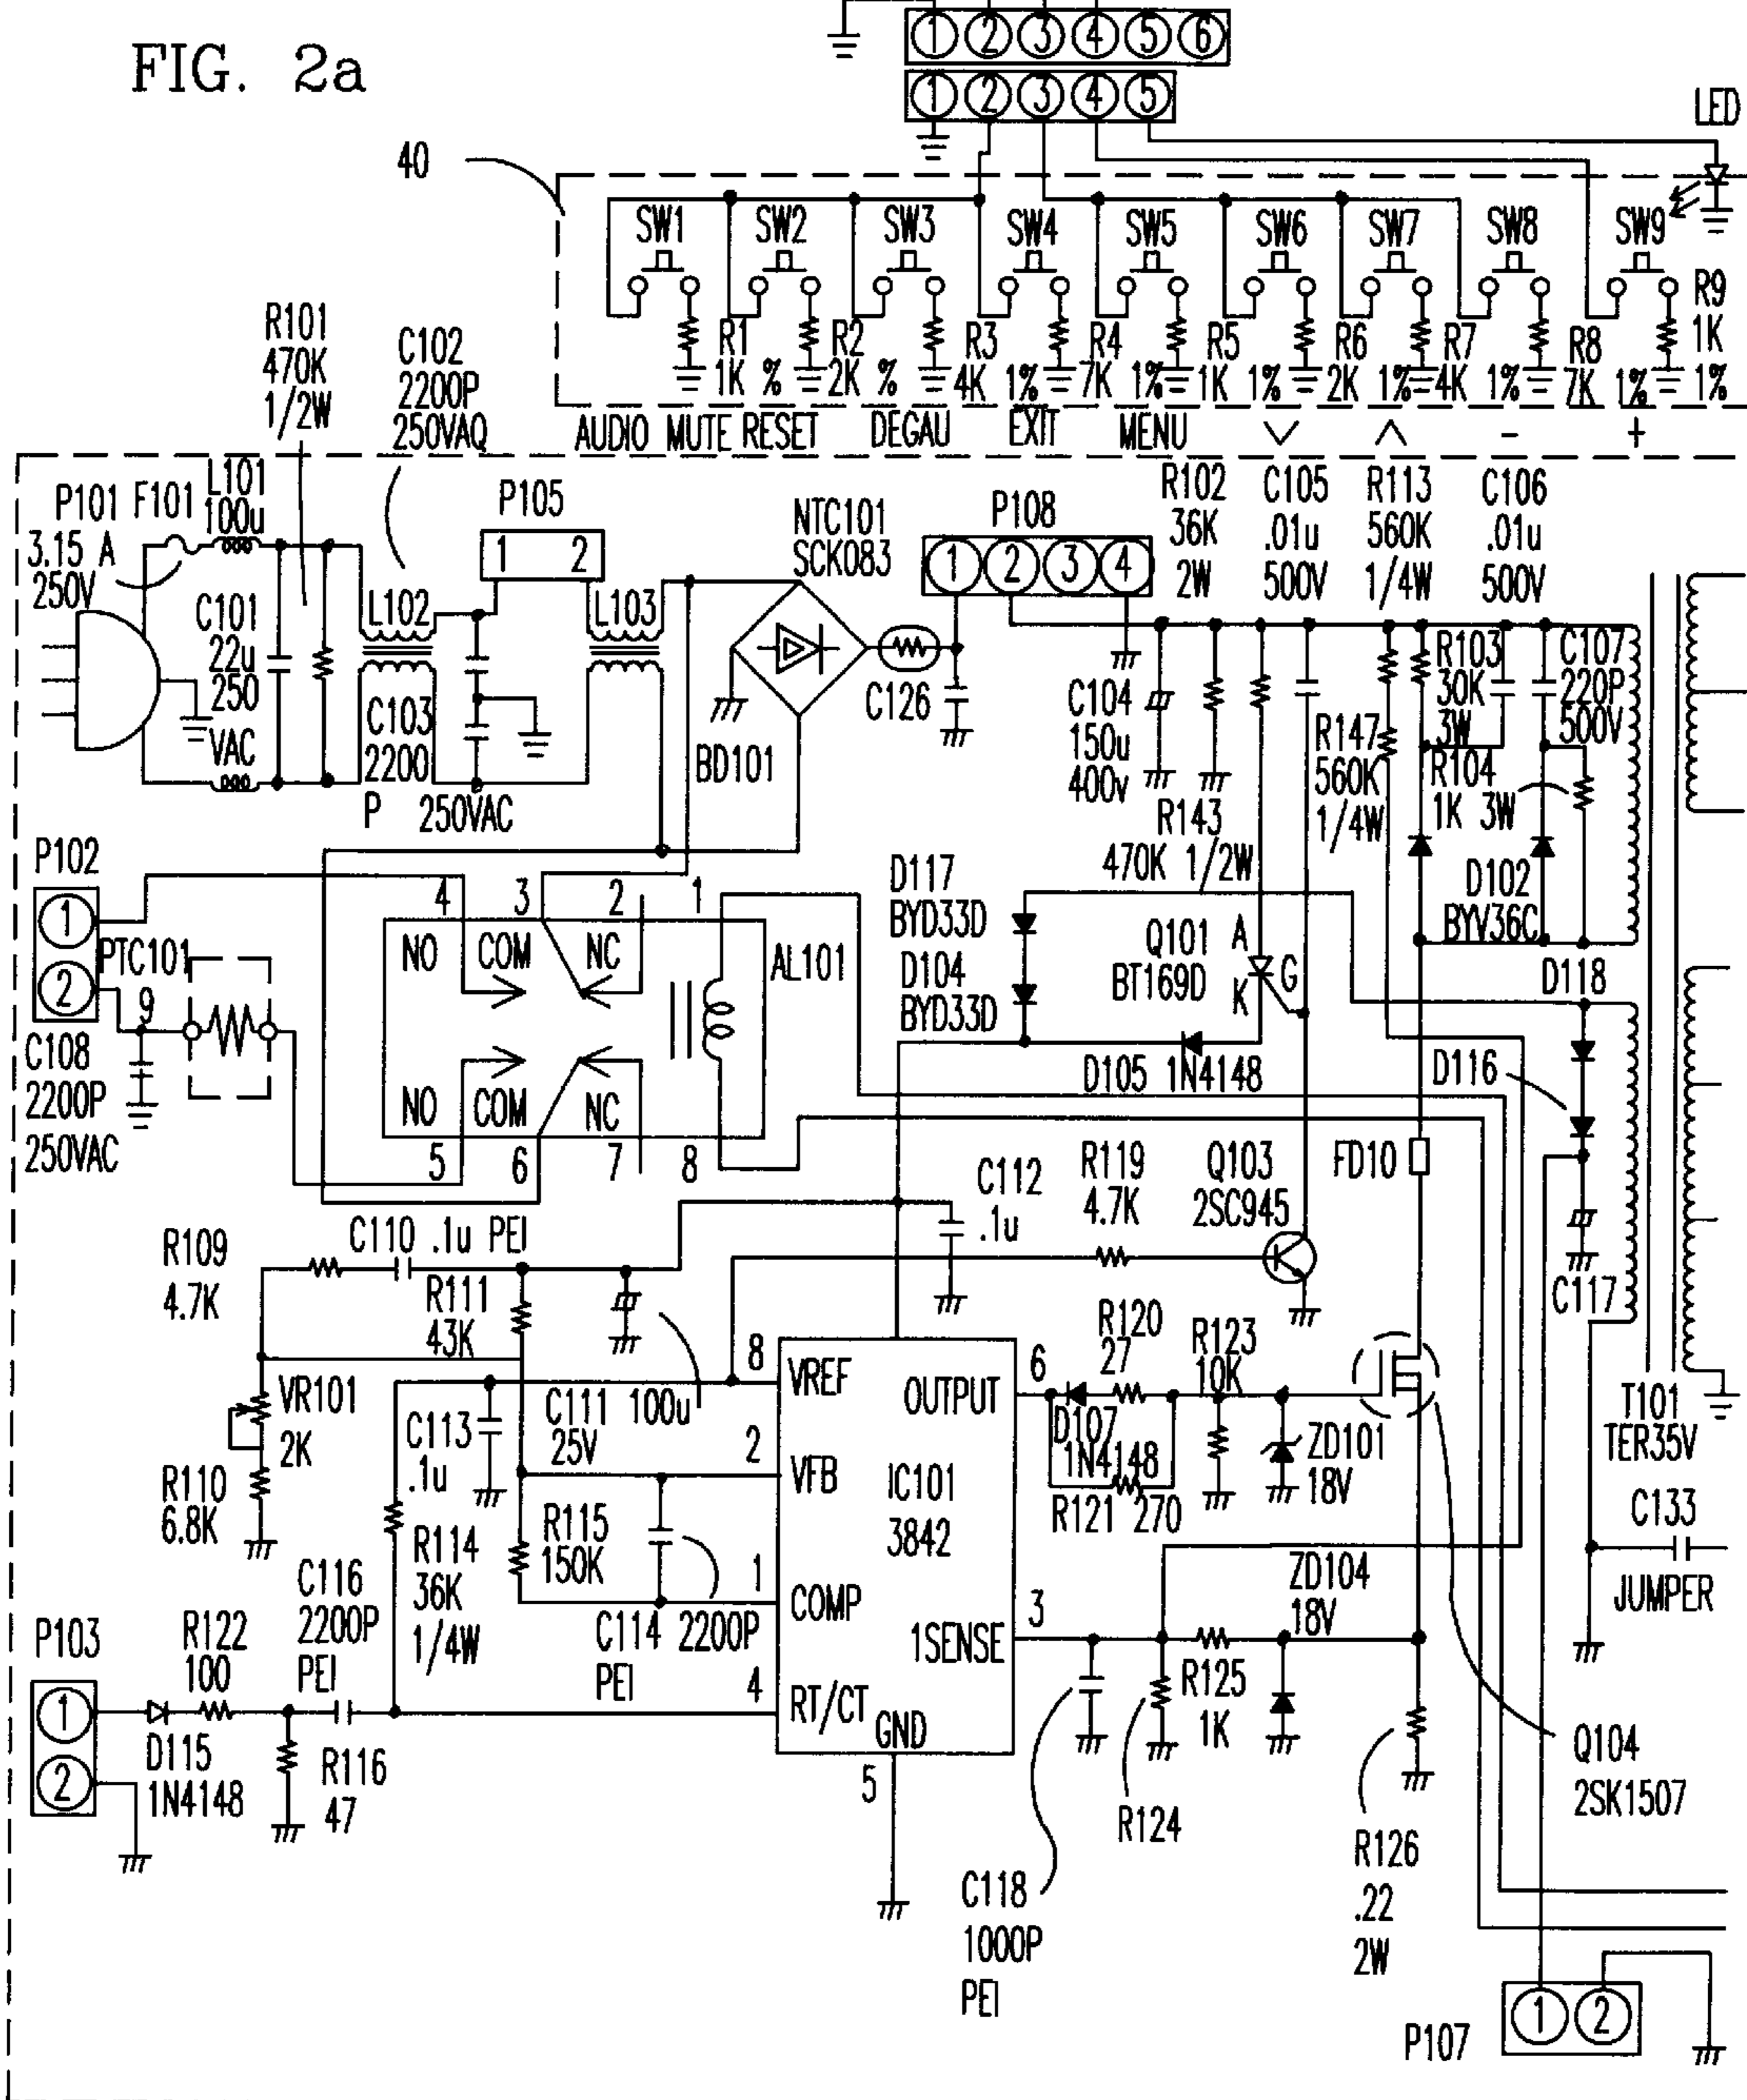 FIG. 2a
1 2 3 4 5 6
1 2 3 4 5
LED
40
SW1 SW2 SW3 SW4 SW5 SW6 SW7 SW8 SW9
R1 R2 R3 R4 R5 R6 R7 R8 R9
1K % 2K % 4K 1% 7K 1% 1K 1% 2K 1% 4K 1% 7K 1% 1K 1%
AUDIO MUTE RESET DEGAU EXIT MENU ∨ ∧ - +
R101
470K
1/2W
C102
2200P
250VAQ
P101 F101
3.15 A
250V
L101
100u
C101
22u
250
VAC
L102
C103
2200
P 250VAC
P105
1 2
L103
NTC101
SCK083
BD101
C126
P108
1 2 3 4
R102
36K
2W
C105
.01u
500V
R113
560K
1/4W
C106
.01u
500V
C104
150u
400v
R143
470K 1/2W
R147
560K
1/4W
R103
30K
3W
R104
1K 3W
C107
220P
500V
D102
BYV36C
P102
1
2
PTC101
9
C108
2200P
250VAC
4 3 2 1
NO COM NC
AL101
NO COM NC
5 6 7 8
D117
BYD33D
D104
BYD33D
Q101
BT169D
A
G
K
D105 1N4148
D118
D116
C117
FD10
R109
4.7K
C110 .1u PEI
R111
43K
C112
.1u
R119
4.7K
Q103
2SC945
VR101
2K
R110
6.8K
C113
.1u
C111 100u
25V
R114
36K
1/4W
R115
150K
C114 2200P
PEI
8 VREF
2 VFB
1 COMP
4 RT/CT
GND
5
IC101
3842
OUTPUT 6
1SENSE 3
R120
27
D107
1N4148
R121 270
R123
10K
ZD101
18V
T101
TER35V
C133
JUMPER
ZD104
18V
R125
1K
R124
C118
1000P
PEI
R126
.22
2W
Q104
2SK1507
P103
1
2
R122
100
D115
1N4148
C116
2200P
PEI
R116
47
P107
1 2